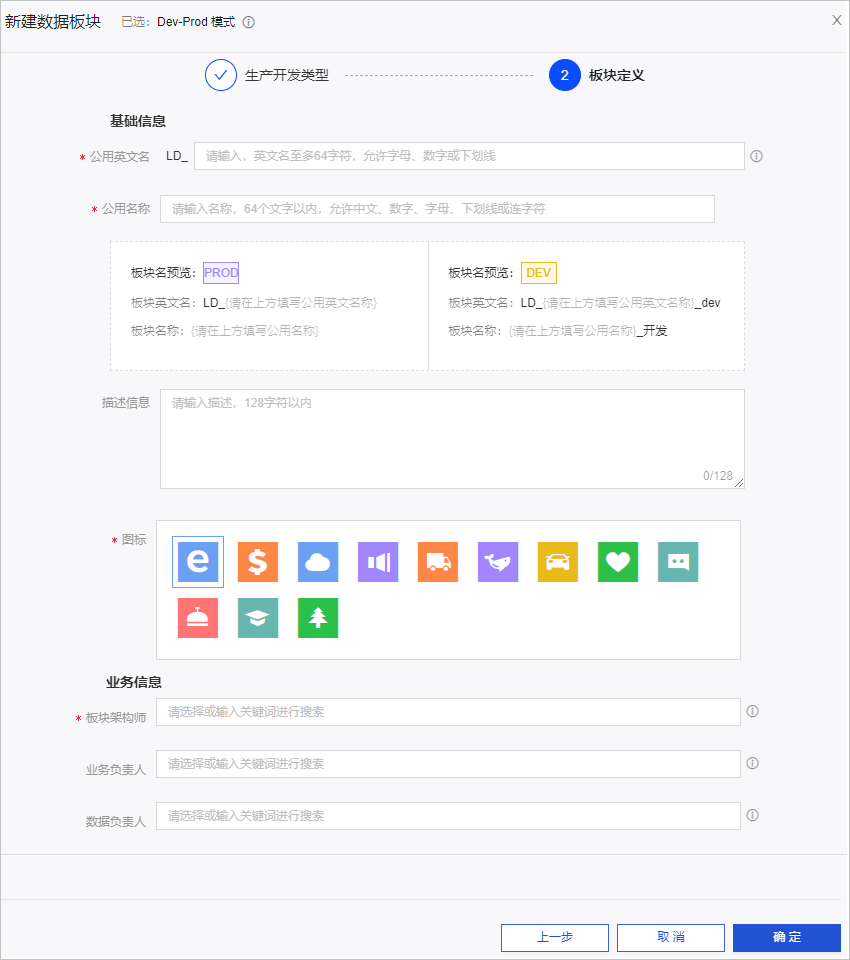 新建数据板块 已选：Dev-Prod 模式
生产开发类型 2 板块定义
基础信息
* 公用英文名 LD_ 请输入，英文名至多64字符，允许字母、数字或下划线
* 公用名称 请输入名称，64个文字以内，允许中文、数字、字母、下划线或连字符
板块名预览： PROD
板块英文名：LD_{请在上方填写公用英文名称}
板块名称：{请在上方填写公用名称}
板块名预览： DEV
板块英文名：LD_{请在上方填写公用英文名称}_dev
板块名称：{请在上方填写公用名称}_开发
描述信息 请输入描述，128字符以内
0/128
* 图标
业务信息
* 板块架构师 请选择或输入关键词进行搜索
业务负责人 请选择或输入关键词进行搜索
数据负责人 请选择或输入关键词进行搜索
上一步 取消 确定